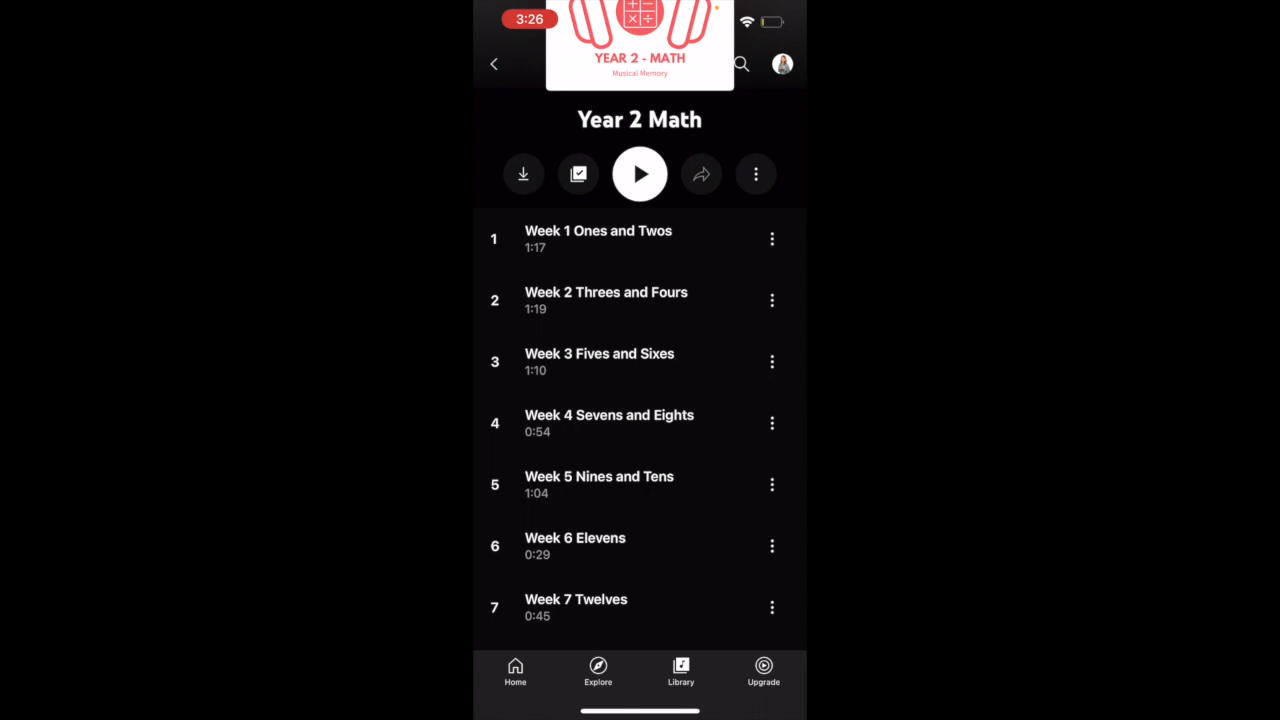 3:26
YEAR 2 - MATH
Musical Memory
Year 2 Math
1
Week 1 Ones and Twos
1:17
2
Week 2 Threes and Fours
1:19
3
Week 3 Fives and Sixes
1:10
4
Week 4 Sevens and Eights
0:54
5
Week 5 Nines and Tens
1:04
6
Week 6 Elevens
0:29
7
Week 7 Twelves
0:45
Home Explore Library Upgrade